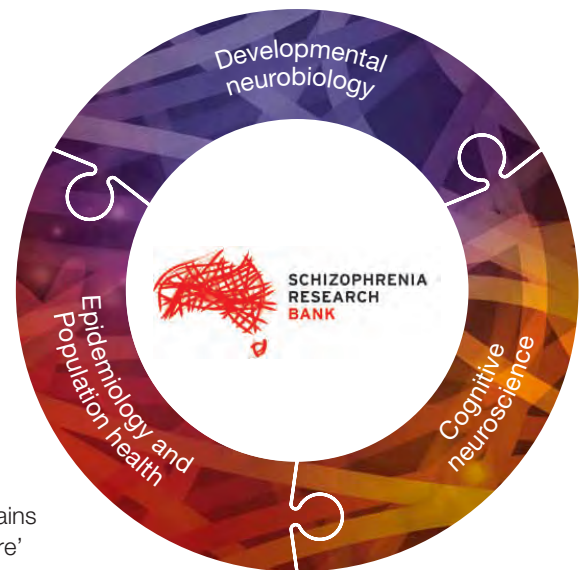 Developmental
neurobiology
SCHIZOPHRENIA
RESEARCH
BANK
Epidemiology and
Population health
Cognitive
neuroscience